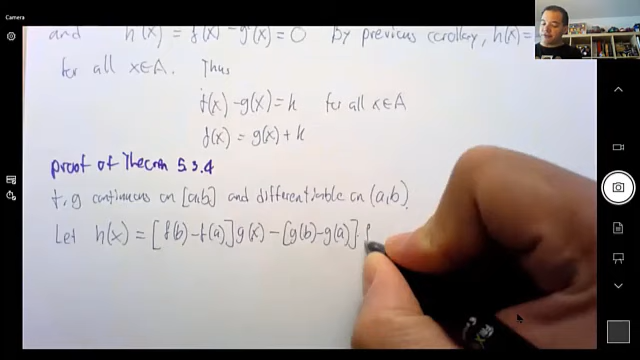 Camera
and h'(x) = f'(x) - g'(x) = 0 By previous corollary, h(x) =
for all x∈A. Thus
f(x) - g(x) = k for all x∈A
f(x) = g(x) + k
proof of Theorem 5.3.4
f, g continuous on [a,b] and differentiable on (a,b).
Let h(x) = [f(b) - f(a)] g(x) - [g(b) - g(a)] f